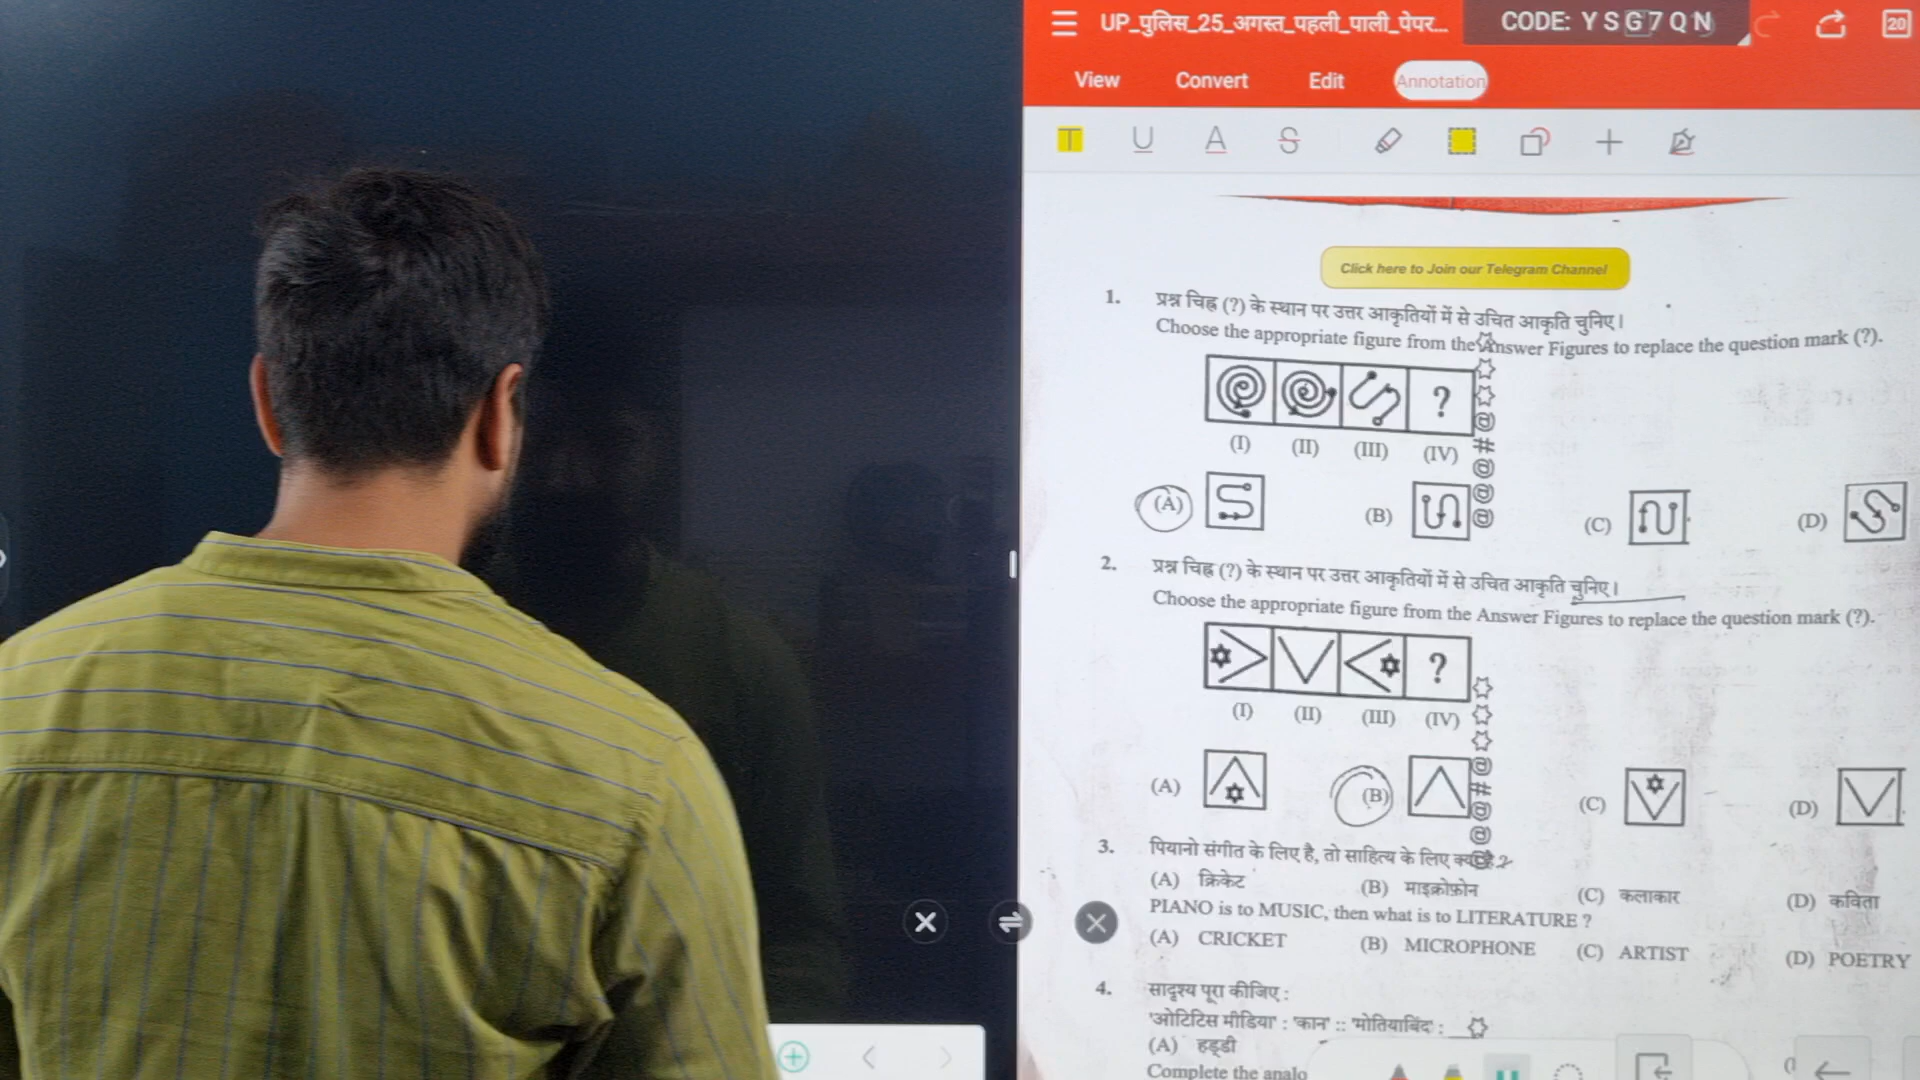 UP_पुलिस_25_अगस्त_पहली_पाली_पेपर...
CODE: Y S G 7 Q N
20
View Convert Edit Annotation
T U A S
Click here to Join our Telegram Channel
1. प्रश्न चिह्न (?) के स्थान पर उत्तर आकृतियों में से उचित आकृति चुनिए।
Choose the appropriate figure from the Answer Figures to replace the question mark (?).
?
(I) (II) (III) (IV)
(A) (B) (C) (D)
2. प्रश्न चिह्न (?) के स्थान पर उत्तर आकृतियों में से उचित आकृति चुनिए।
Choose the appropriate figure from the Answer Figures to replace the question mark (?).
?
(I) (II) (III) (IV)
(A) (B) (C) (D)
3. पियानो संगीत के लिए है, तो साहित्य के लिए
(A) क्रिकेट (B) माइक्रोफ़ोन (C) कलाकार (D) कविता
PIANO is to MUSIC, then what is to LITERATURE ?
(A) CRICKET (B) MICROPHONE (C) ARTIST (D) POETRY
4. सादृश्य पूरा कीजिए :
'ओटिटिस मीडिया' : 'कान' :: 'मोतियाबिंद' :
(A) हड्डी
Complete the analo